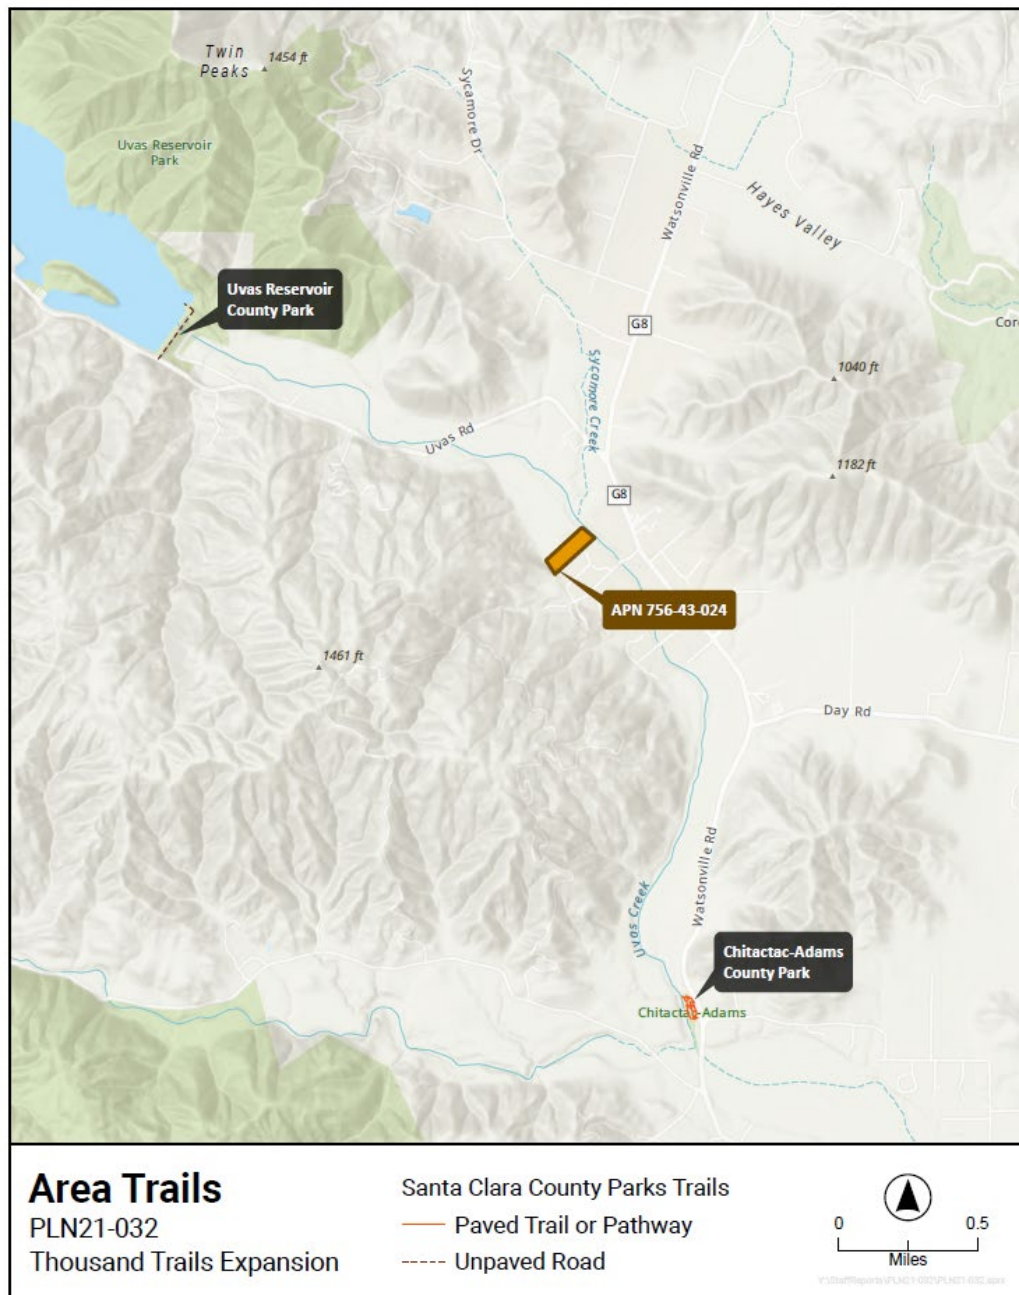 Twin
Peaks
1454 ft
Sycamore Dr
Uvas Reservoir
Park
Watsonville Rd
Hayes Valley
Uvas Reservoir
County Park
G8
Sycamore Creek
1040 ft
Uvas Rd
1182 ft
G8
APN 756-43-024
1461 ft
Day Rd
Watsonville Rd
Uvas Creek
Chitactac-Adams
County Park
Chitactac-Adams
Area Trails
PLN21-032
Thousand Trails Expansion
Santa Clara County Parks Trails
Paved Trail or Pathway
Unpaved Road
0 0.5
Miles